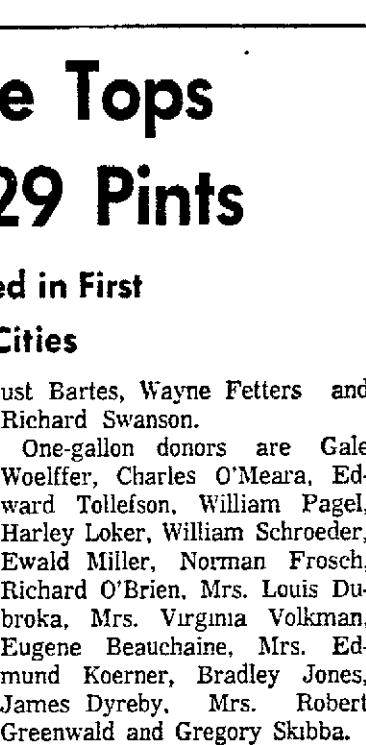 e Tops
29 Pints
ed in First
Cities
ust Bartes, Wayne Fetters and
Richard Swanson.
One-gallon donors are Gale
Woelffer, Charles O'Meara, Ed-
ward Tollefson, William Pagel,
Harley Loker, William Schroeder,
Ewald Miller, Norman Frosch,
Richard O'Brien, Mrs. Louis Du-
broka, Mrs. Virginia Volkman,
Eugene Beauchaine, Mrs. Ed-
mund Koerner, Bradley Jones,
James Dyreby, Mrs. Robert
Greenwald and Gregory Skibba.